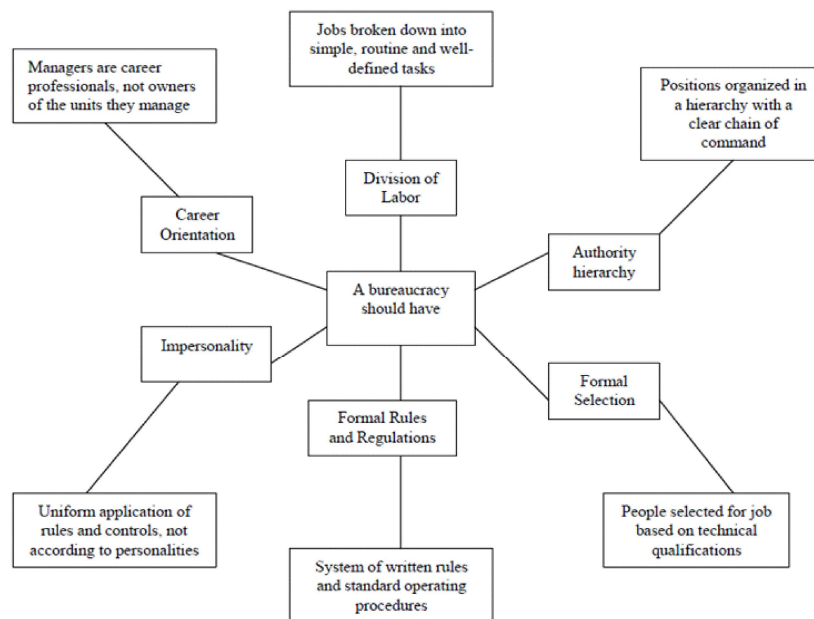 Jobs broken down into
simple, routine and well-
defined tasks
Managers are career
professionals, not owners
of the units they manage
Positions organized in
a hierarchy with a
clear chain of
command
Division of
Labor
Career
Orientation
Authority
hierarchy
A bureaucracy
should have
Impersonality
Formal
Selection
Formal Rules
and Regulations
Uniform application of
rules and controls, not
according to personalities
People selected for job
based on technical
qualifications
System of written rules
and standard operating
procedures